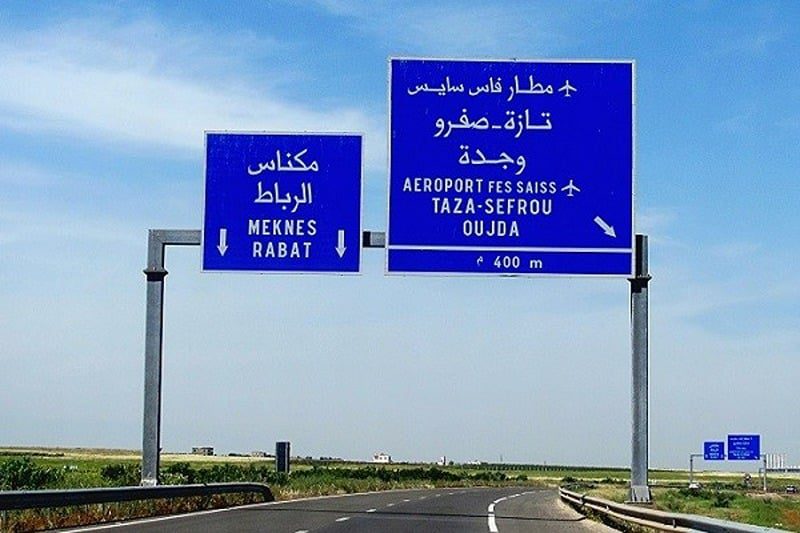 مكناس
الرباط
MEKNES
RABAT
مطار فاس سايس
تازة-صفرو
وجدة
AEROPORT FES SAISS
TAZA-SEFROU
OUJDA
م 400 m